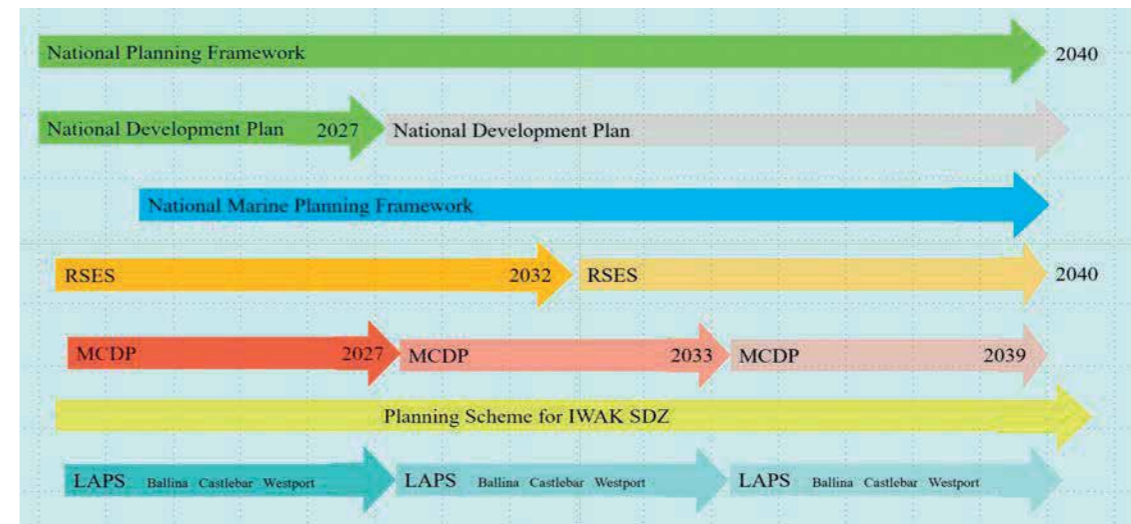 National Planning Framework 2040
National Development Plan 2027 National Development Plan
National Marine Planning Framework
RSES 2032 RSES 2040
MCDP 2027 MCDP 2033 MCDP 2039
Planning Scheme for IWAK SDZ
LAPS Ballina Castlebar Westport LAPS Ballina Castlebar Westport LAPS Ballina Castlebar Westport